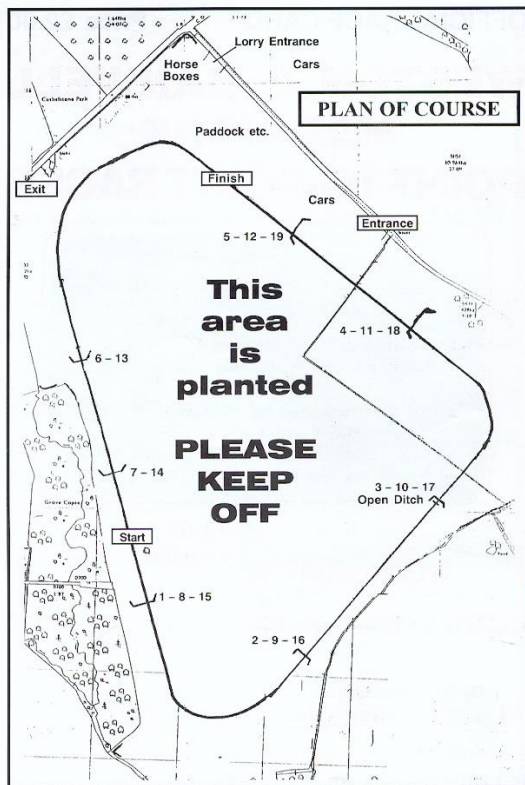 Lorry Entrance
Horse
Boxes
Cars
PLAN OF COURSE
Paddock etc.
Exit
Finish
Cars
Entrance
5 – 12 – 19
This
area
is
planted
4 – 11 – 18
6 – 13
PLEASE
KEEP
OFF
7 – 14
3 – 10 – 17
Open Ditch
Start
1 – 8 – 15
2 – 9 – 16